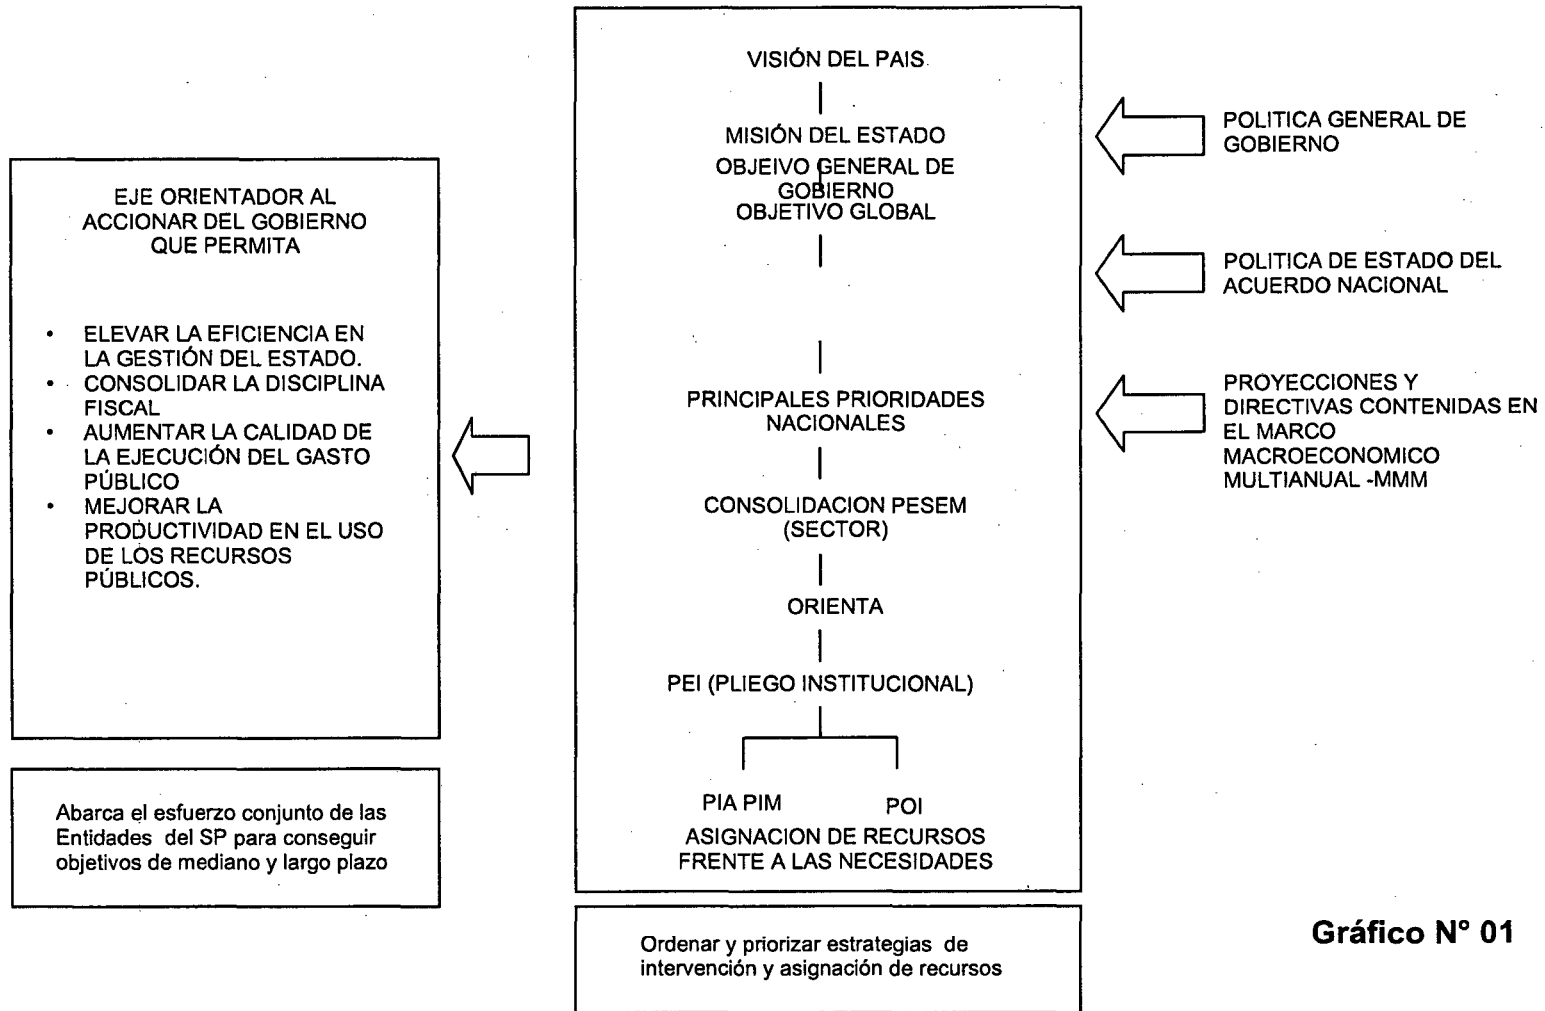 EJE ORIENTADOR AL
ACCIONAR DEL GOBIERNO
QUE PERMITA
• ELEVAR LA EFICIENCIA EN
LA GESTIÓN DEL ESTADO.
• CONSOLIDAR LA DISCIPLINA
FISCAL
• AUMENTAR LA CALIDAD DE
LA EJECUCIÓN DEL GASTO
PÚBLICO
• MEJORAR LA
PRODUCTIVIDAD EN EL USO
DE LOS RECURSOS
PÚBLICOS.
Abarca el esfuerzo conjunto de las
Entidades del SP para conseguir
objetivos de mediano y largo plazo
VISIÓN DEL PAIS
MISIÓN DEL ESTADO
OBJEIVO GENERAL DE
GOBIERNO
OBJETIVO GLOBAL
PRINCIPALES PRIORIDADES
NACIONALES
CONSOLIDACION PESEM
(SECTOR)
ORIENTA
PEI (PLIEGO INSTITUCIONAL)
PIA PIM POI
ASIGNACION DE RECURSOS
FRENTE A LAS NECESIDADES
Ordenar y priorizar estrategias de
intervención y asignación de recursos
POLITICA GENERAL DE
GOBIERNO
POLITICA DE ESTADO DEL
ACUERDO NACIONAL
PROYECCIONES Y
DIRECTIVAS CONTENIDAS EN
EL MARCO
MACROECONOMICO
MULTIANUAL -MMM
Gráfico N° 01